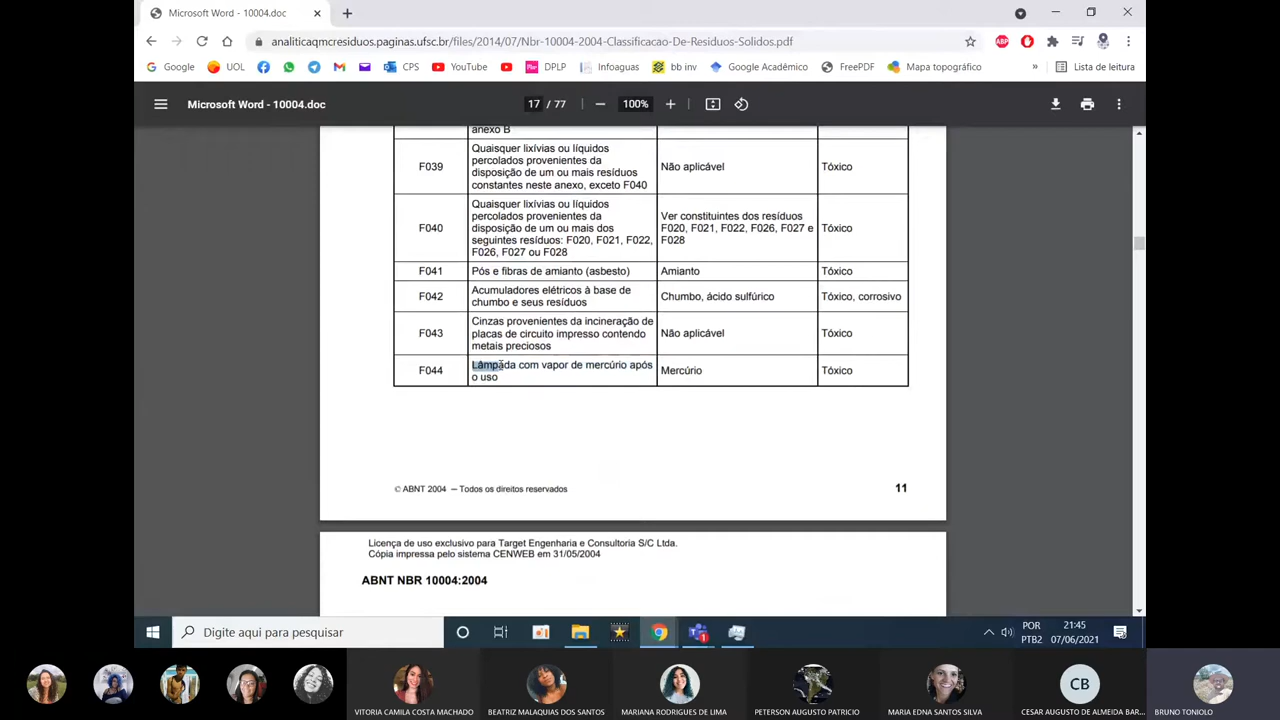 Microsoft Word - 10004.doc
analiticaqmcresiduos.paginas.ufsc.br/files/2014/07/Nbr-10004-2004-Classificacao-De-Residuos-Solidos.pdf
Google
UOL
CPS
YouTube
DPLP
Infoaguas
bb inv
Google Acadêmico
FreePDF
Mapa topográfico
»
Lista de leitura
Microsoft Word - 10004.doc
17 / 77
100%
anexo B
F039
Quaisquer lixívias ou líquidos
percolados provenientes da
disposição de um ou mais resíduos
constantes neste anexo, exceto F040
Não aplicável
Tóxico
F040
Quaisquer lixívias ou líquidos
percolados provenientes da
disposição de um ou mais dos
seguintes resíduos: F020, F021, F022,
F026, F027 ou F028
Ver constituintes dos resíduos
F020, F021, F022, F026, F027 e
F028
Tóxico
F041
Pós e fibras de amianto (asbesto)
Amianto
Tóxico
F042
Acumuladores elétricos à base de
chumbo e seus resíduos
Chumbo, ácido sulfúrico
Tóxico, corrosivo
F043
Cinzas provenientes da incineração de
placas de circuito impresso contendo
metais preciosos
Não aplicável
Tóxico
F044
Lâmpada com vapor de mercúrio após
o uso
Mercúrio
Tóxico
© ABNT 2004 – Todos os direitos reservados
11
Licença de uso exclusivo para Target Engenharia e Consultoria S/C Ltda.
Cópia impressa pelo sistema CENWEB em 31/05/2004
ABNT NBR 10004:2004
Digite aqui para pesquisar
POR
PTB2
21:45
07/06/2021
VITORIA CAMILA COSTA MACHADO
BEATRIZ MALAQUIAS DOS SANTOS
MARIANA RODRIGUES DE LIMA
PETERSON AUGUSTO PATRICIO
MARIA EDNA SANTOS SILVA
CB
CESAR AUGUSTO DE ALMEIDA BAR...
BRUNO TONIOLO